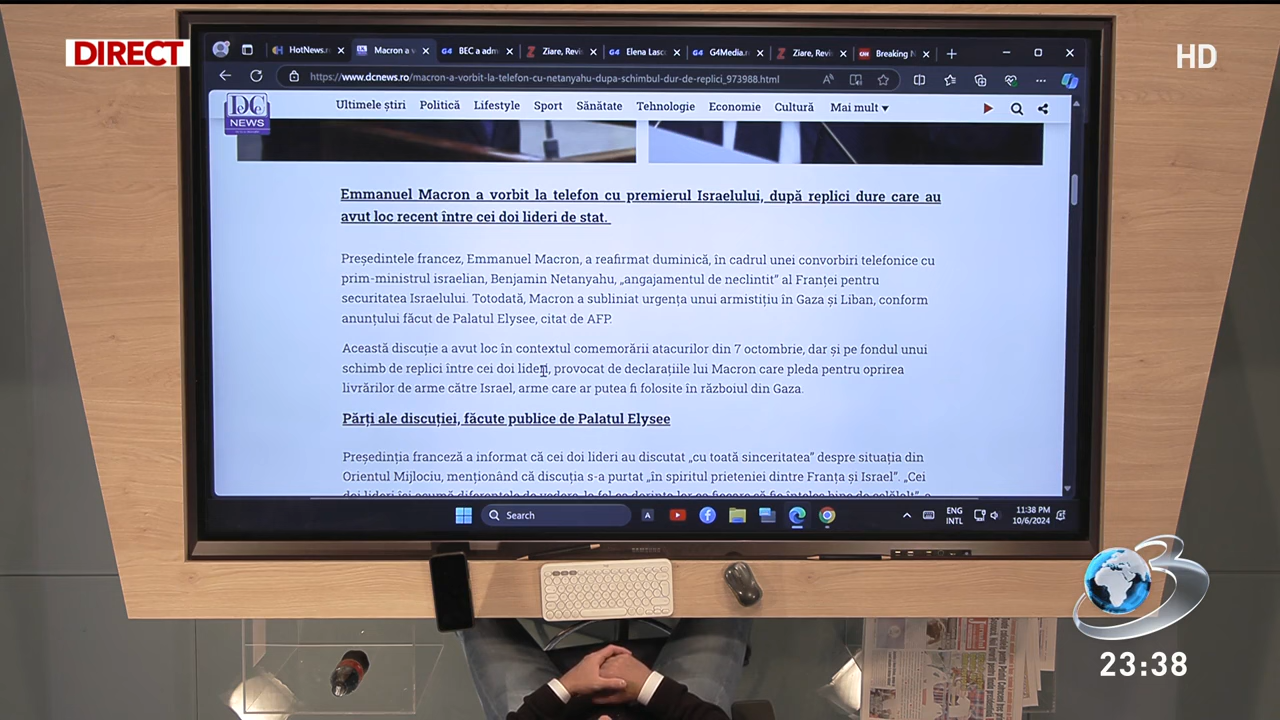 DIRECT
HD
HotNews.r
Macron a v
BEC a adm
Ziare, Revi
Elena Lasc
G4Media.r
Ziare, Revi
Breaking N
https://www.dcnews.ro/macron-a-vorbit-la-telefon-cu-netanyahu-dupa-schimbul-dur-de-replici_973988.html
DC NEWS
Ultimele știri Politică Lifestyle Sport Sănătate Tehnologie Economie Cultură Mai mult
Emmanuel Macron a vorbit la telefon cu premierul Israelului, după replici dure care au
avut loc recent între cei doi lideri de stat.
Președintele francez, Emmanuel Macron, a reafirmat duminică, în cadrul unei convorbiri telefonice cu
prim-ministrul israelian, Benjamin Netanyahu, „angajamentul de neclintit” al Franței pentru
securitatea Israelului. Totodată, Macron a subliniat urgența unui armistițiu în Gaza și Liban, conform
anunțului făcut de Palatul Elysee, citat de AFP.
Această discuție a avut loc în contextul comemorării atacurilor din 7 octombrie, dar și pe fondul unui
schimb de replici între cei doi lideri, provocat de declarațiile lui Macron care pleda pentru oprirea
livrărilor de arme către Israel, arme care ar putea fi folosite în războiul din Gaza.
Părți ale discuției, făcute publice de Palatul Elysee
Președinția franceză a informat că cei doi lideri au discutat „cu toată sinceritatea” despre situația din
Orientul Mijlociu, menționând că discuția s-a purtat „în spiritul prieteniei dintre Franța și Israel”. „Cei
Search
ENG
INTL
11:38 PM
10/6/2024
SAMSUNG
3
23:38